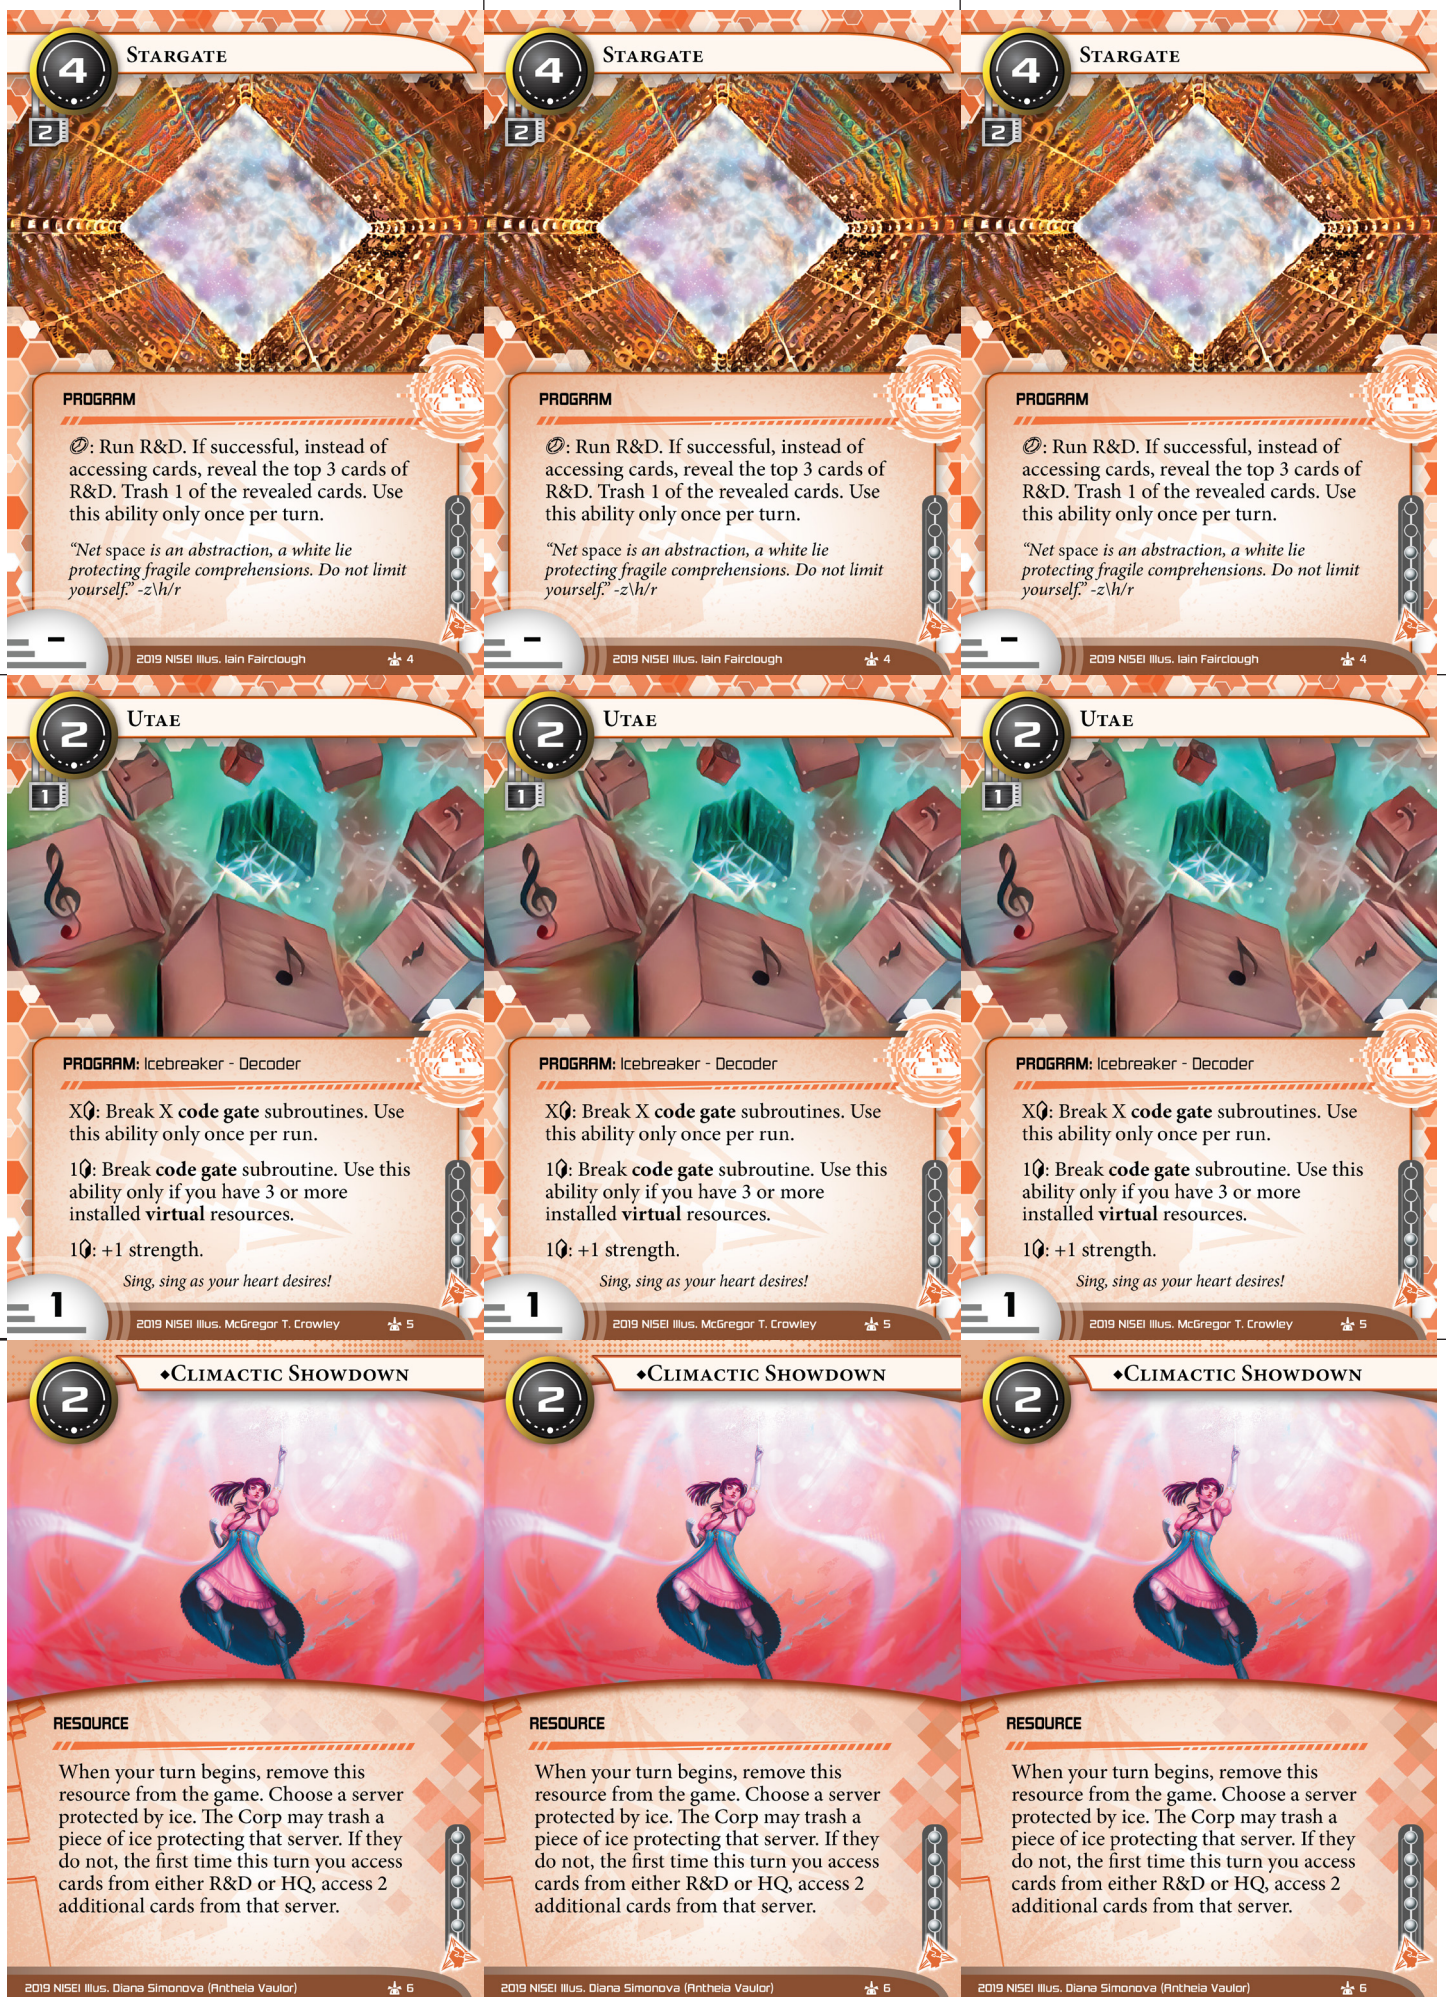 4 STARGATE
2
PROGRAM
: Run R&D. If successful, instead of
accessing cards, reveal the top 3 cards of
R&D. Trash 1 of the revealed cards. Use
this ability only once per turn.
“Net space is an abstraction, a white lie
protecting fragile comprehensions. Do not limit
yourself.” -z\h/r
–
2019 NISEI Illus. Iain Fairclough 4
4 STARGATE
2
PROGRAM
: Run R&D. If successful, instead of
accessing cards, reveal the top 3 cards of
R&D. Trash 1 of the revealed cards. Use
this ability only once per turn.
“Net space is an abstraction, a white lie
protecting fragile comprehensions. Do not limit
yourself.” -z\h/r
–
2019 NISEI Illus. Iain Fairclough 4
4 STARGATE
2
PROGRAM
: Run R&D. If successful, instead of
accessing cards, reveal the top 3 cards of
R&D. Trash 1 of the revealed cards. Use
this ability only once per turn.
“Net space is an abstraction, a white lie
protecting fragile comprehensions. Do not limit
yourself.” -z\h/r
–
2019 NISEI Illus. Iain Fairclough 4
2 UTAE
1
PROGRAM: Icebreaker - Decoder
X: Break X code gate subroutines. Use
this ability only once per run.
1: Break code gate subroutine. Use this
ability only if you have 3 or more
installed virtual resources.
1: +1 strength.
Sing, sing as your heart desires!
1
2019 NISEI Illus. McGregor T. Crowley 5
2 UTAE
1
PROGRAM: Icebreaker - Decoder
X: Break X code gate subroutines. Use
this ability only once per run.
1: Break code gate subroutine. Use this
ability only if you have 3 or more
installed virtual resources.
1: +1 strength.
Sing, sing as your heart desires!
1
2019 NISEI Illus. McGregor T. Crowley 5
2 UTAE
1
PROGRAM: Icebreaker - Decoder
X: Break X code gate subroutines. Use
this ability only once per run.
1: Break code gate subroutine. Use this
ability only if you have 3 or more
installed virtual resources.
1: +1 strength.
Sing, sing as your heart desires!
1
2019 NISEI Illus. McGregor T. Crowley 5
2 ◆CLIMACTIC SHOWDOWN
RESOURCE
When your turn begins, remove this
resource from the game. Choose a server
protected by ice. The Corp may trash a
piece of ice protecting that server. If they
do not, the first time this turn you access
cards from either R&D or HQ, access 2
additional cards from that server.
2019 NISEI Illus. Diana Simonova (Antheia Vaulor) 6
2 ◆CLIMACTIC SHOWDOWN
RESOURCE
When your turn begins, remove this
resource from the game. Choose a server
protected by ice. The Corp may trash a
piece of ice protecting that server. If they
do not, the first time this turn you access
cards from either R&D or HQ, access 2
additional cards from that server.
2019 NISEI Illus. Diana Simonova (Antheia Vaulor) 6
2 ◆CLIMACTIC SHOWDOWN
RESOURCE
When your turn begins, remove this
resource from the game. Choose a server
protected by ice. The Corp may trash a
piece of ice protecting that server. If they
do not, the first time this turn you access
cards from either R&D or HQ, access 2
additional cards from that server.
2019 NISEI Illus. Diana Simonova (Antheia Vaulor) 6